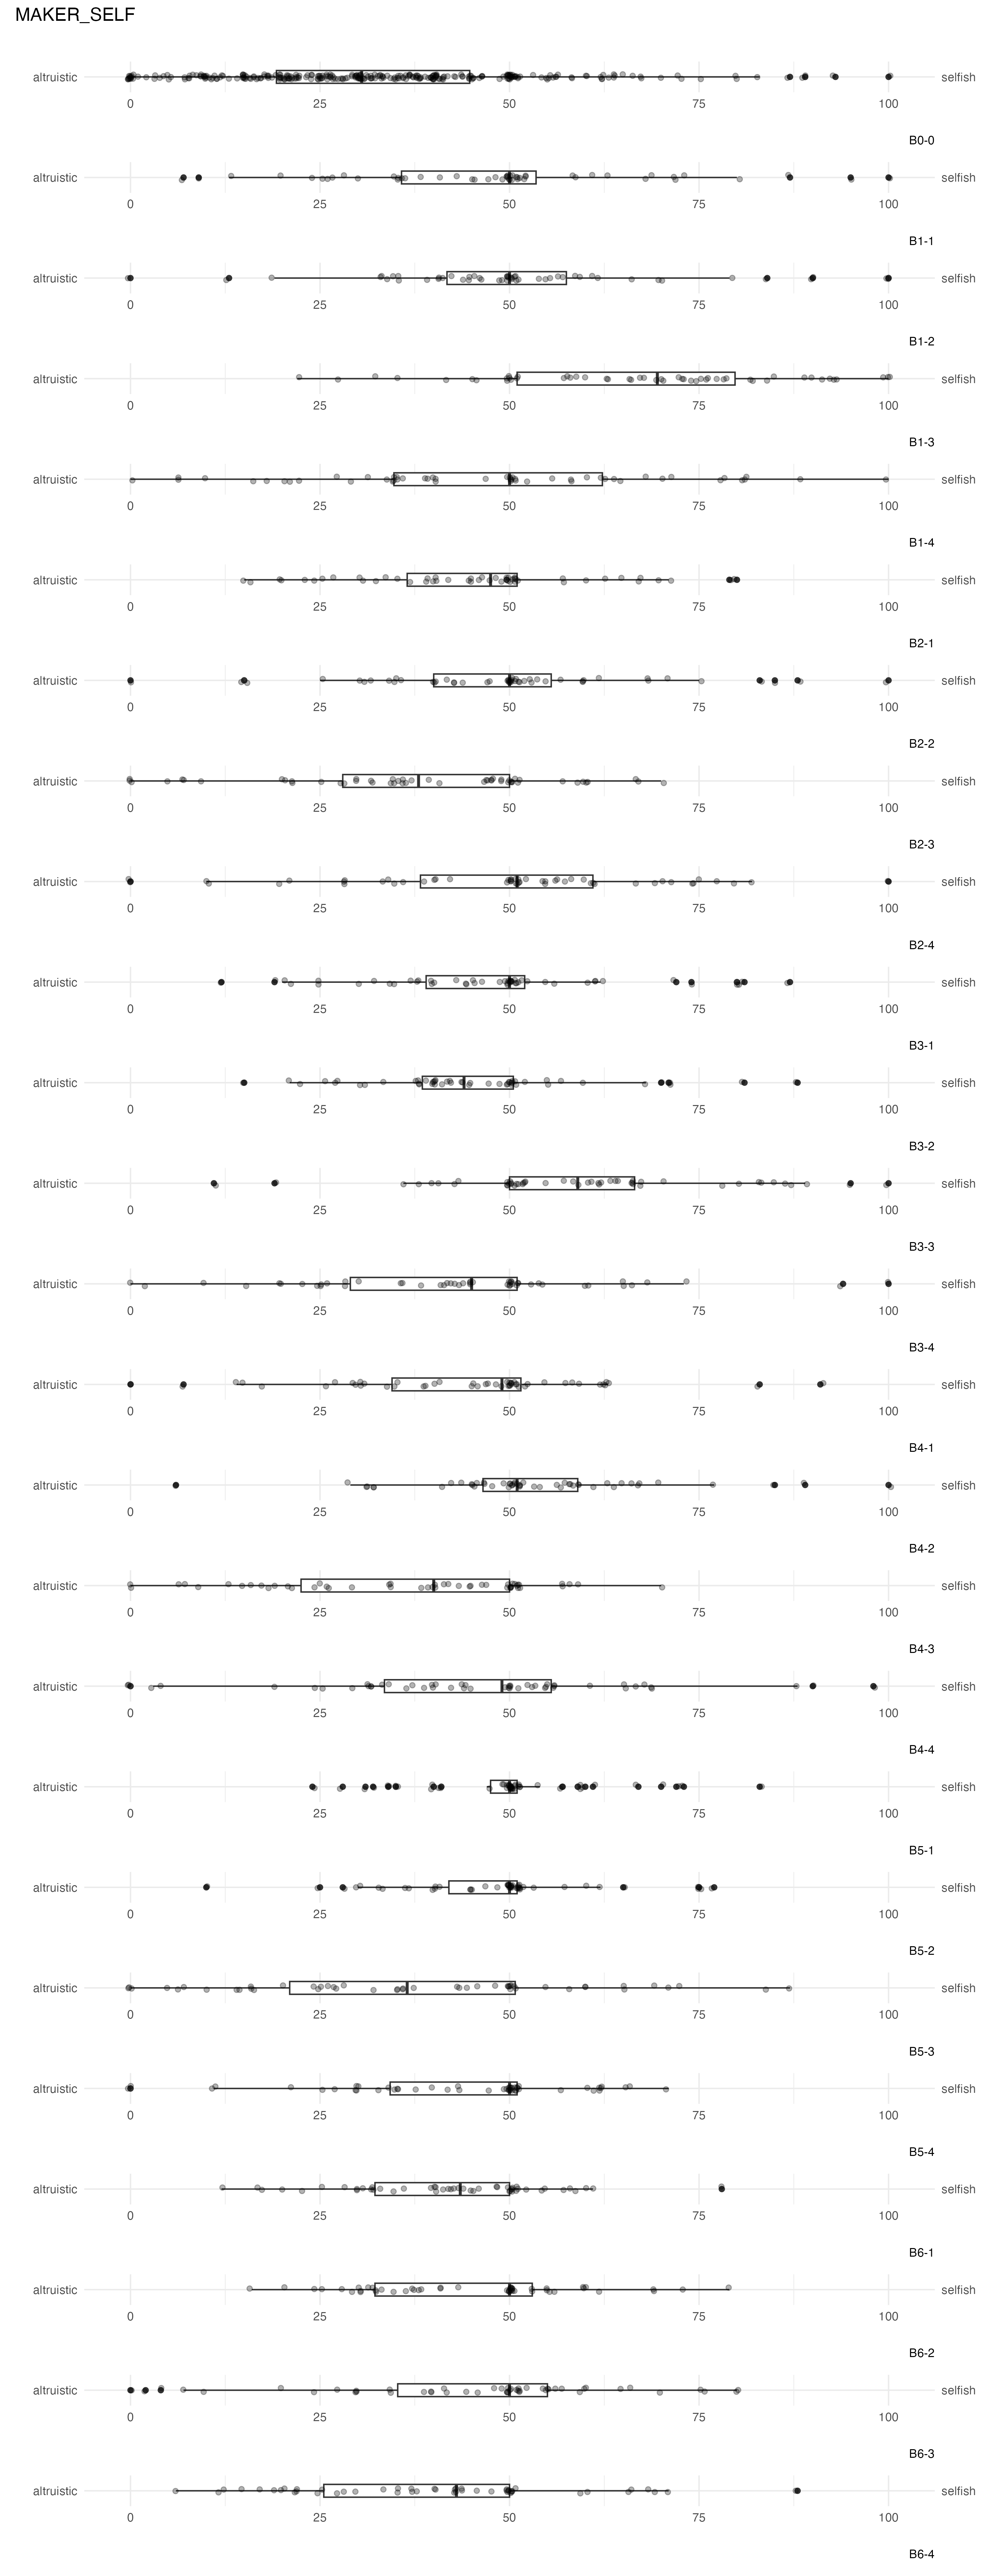 MAKER_SELF
altruistic selfish
0 25 50 75 100
B0-0
altruistic selfish
0 25 50 75 100
B1-1
altruistic selfish
0 25 50 75 100
B1-2
altruistic selfish
0 25 50 75 100
B1-3
altruistic selfish
0 25 50 75 100
B1-4
altruistic selfish
0 25 50 75 100
B2-1
altruistic selfish
0 25 50 75 100
B2-2
altruistic selfish
0 25 50 75 100
B2-3
altruistic selfish
0 25 50 75 100
B2-4
altruistic selfish
0 25 50 75 100
B3-1
altruistic selfish
0 25 50 75 100
B3-2
altruistic selfish
0 25 50 75 100
B3-3
altruistic selfish
0 25 50 75 100
B3-4
altruistic selfish
0 25 50 75 100
B4-1
altruistic selfish
0 25 50 75 100
B4-2
altruistic selfish
0 25 50 75 100
B4-3
altruistic selfish
0 25 50 75 100
B4-4
altruistic selfish
0 25 50 75 100
B5-1
altruistic selfish
0 25 50 75 100
B5-2
altruistic selfish
0 25 50 75 100
B5-3
altruistic selfish
0 25 50 75 100
B5-4
altruistic selfish
0 25 50 75 100
B6-1
altruistic selfish
0 25 50 75 100
B6-2
altruistic selfish
0 25 50 75 100
B6-3
altruistic selfish
0 25 50 75 100
B6-4